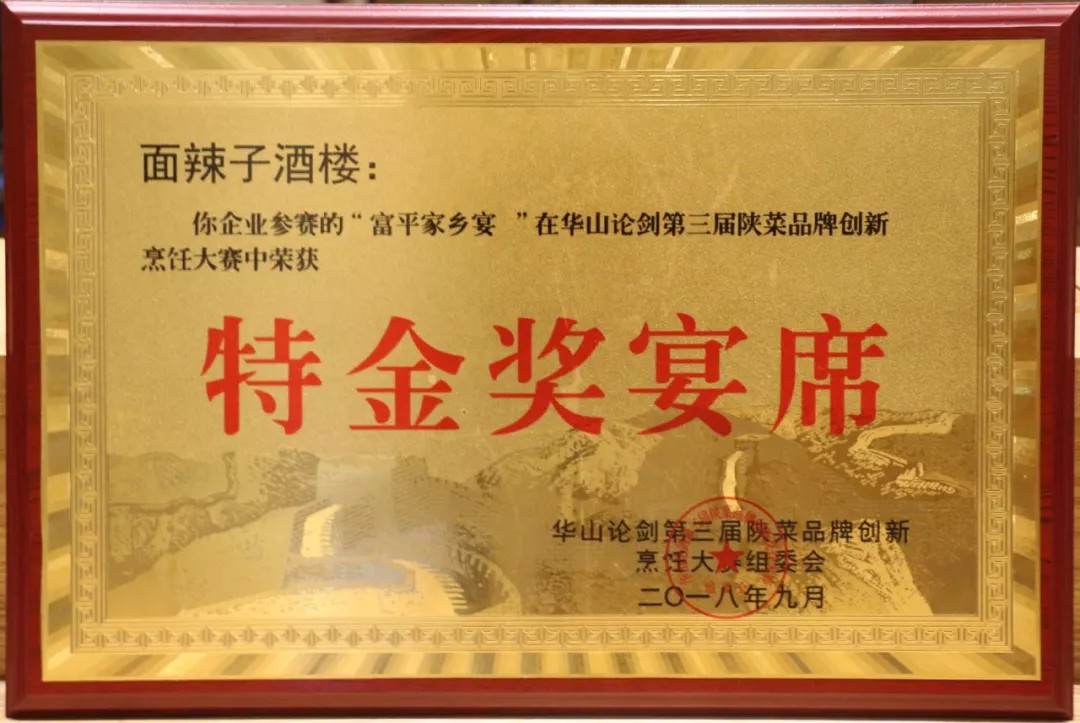 面辣子酒楼：
你企业参赛的“富平家乡宴 ”在华山论剑第三届陕菜品牌创新
烹饪大赛中荣获
特金奖宴席
华山论剑第三届陕菜品牌创新
烹饪大赛组委会
二〇一八年九月